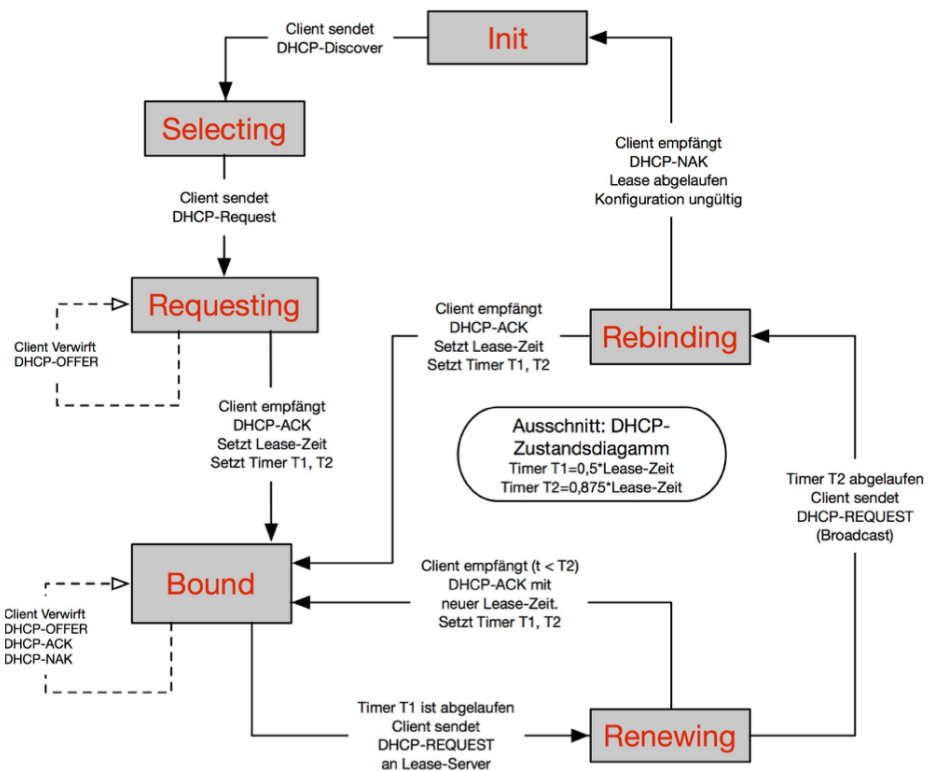 Client sendet
DHCP-Discover
Init
Selecting
Client empfängt
DHCP-NAK
Lease abgelaufen
Konfiguration ungültig
Client sendet
DHCP-Request
Requesting
Client Verwirft
DHCP-OFFER
Client empfängt
DHCP-ACK
Setzt Lease-Zeit
Setzt Timer T1, T2
Rebinding
Client empfängt
DHCP-ACK
Setzt Lease-Zeit
Setzt Timer T1, T2
Ausschnitt: DHCP-
Zustandsdiagamm
Timer T1=0,5*Lease-Zeit
Timer T2=0,875*Lease-Zeit
Timer T2 abgelaufen
Client sendet
DHCP-REQUEST
(Broadcast)
Bound
Client empfängt (t < T2)
DHCP-ACK mit
neuer Lease-Zeit.
Setzt Timer T1, T2
Client Verwirft
DHCP-OFFER
DHCP-ACK
DHCP-NAK
Timer T1 ist abgelaufen
Client sendet
DHCP-REQUEST
an Lease-Server
Renewing